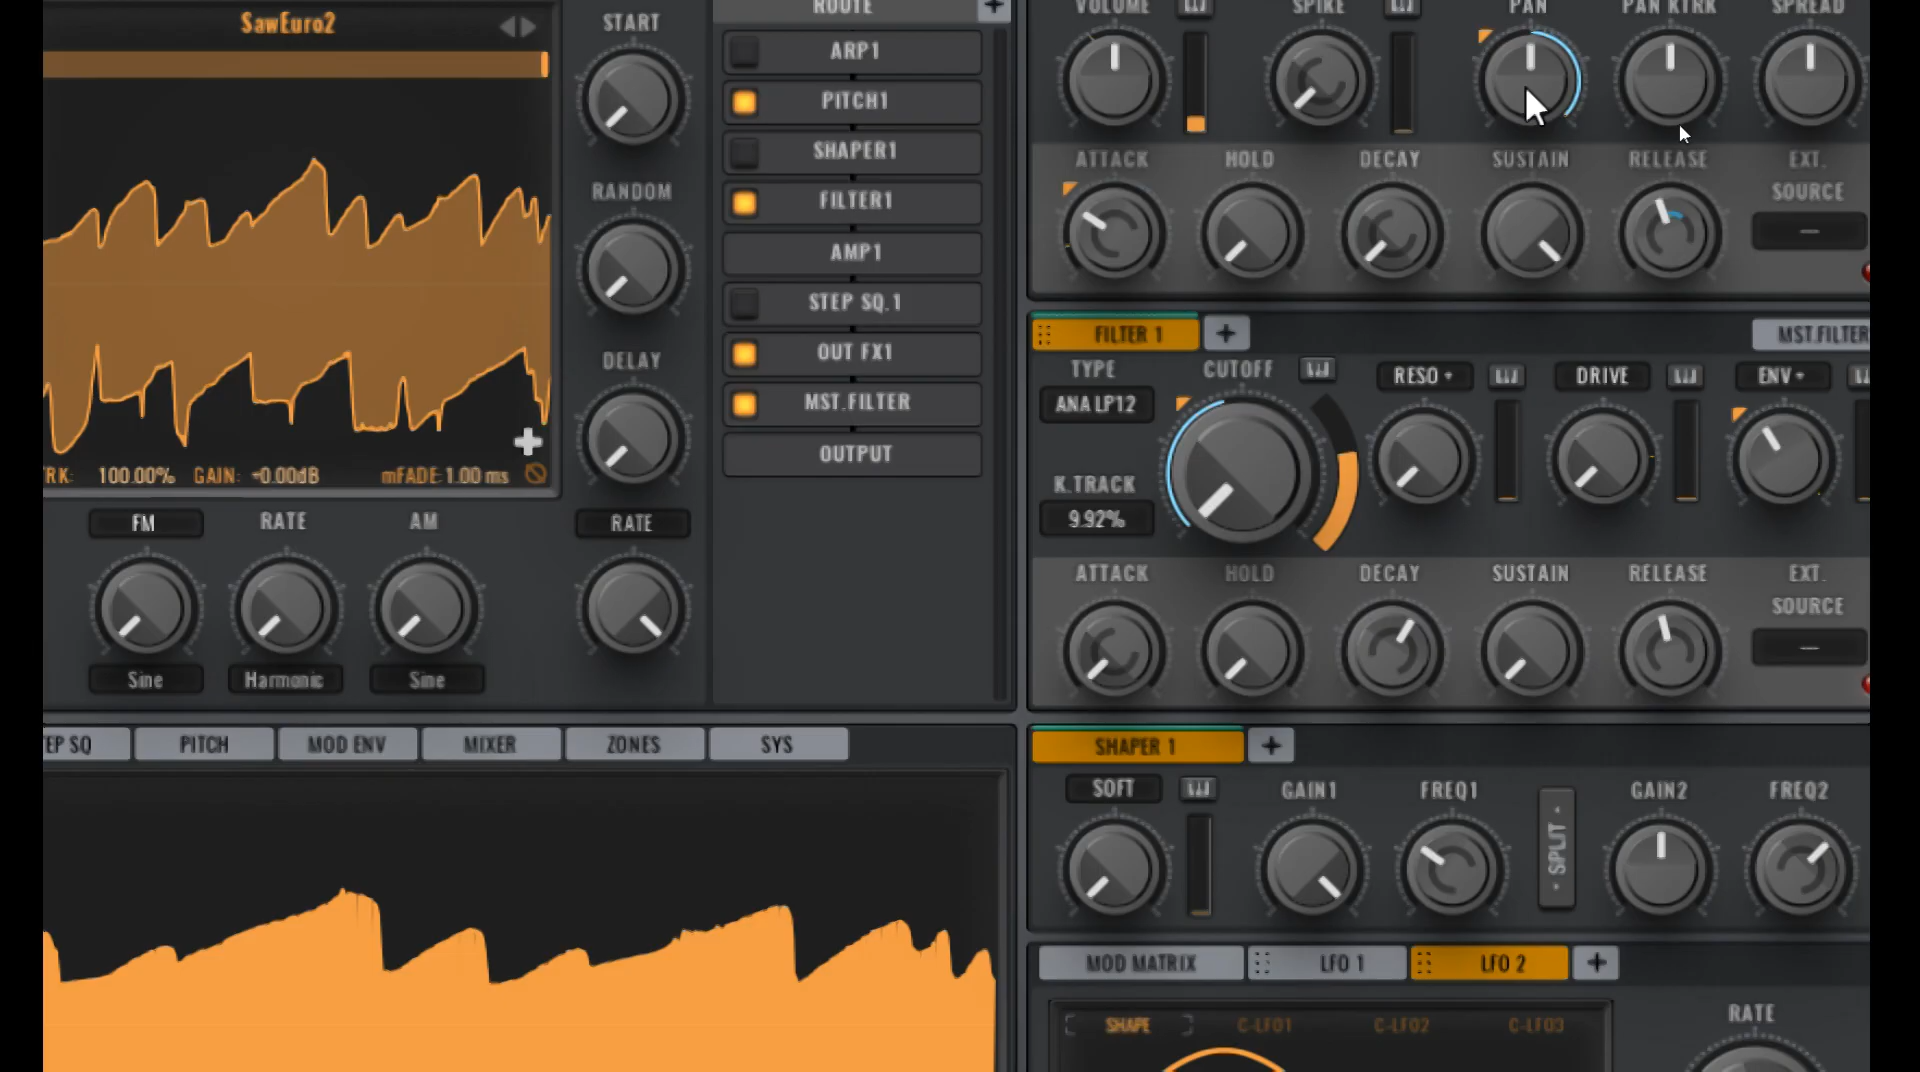 SawEuro2
RK: 100.00% GAIN: -0.00dB mFADE: 1.00 ms
START
RANDOM
DELAY
RATE
FM
RATE
AM
Sine
Harmonic
Sine
ROUTE
+
ARP1
PITCH1
SHAPER1
FILTER1
AMP1
STEP SQ.1
OUT FX1
MST.FILTER
OUTPUT
VOLUME
SPIKE
PAN
PAN KTRK
SPREAD
ATTACK
HOLD
DECAY
SUSTAIN
RELEASE
EXT.
SOURCE
—
FILTER 1
+
MST.FILTER
TYPE
ANA LP12
K.TRACK
9.92%
CUTOFF
RESO +
DRIVE
ENV +
ATTACK
HOLD
DECAY
SUSTAIN
RELEASE
EXT.
SOURCE
—
EP SQ
PITCH
MOD ENV
MIXER
ZONES
SYS
SHAPER 1
+
SOFT
GAIN1
FREQ1
SPLIT
GAIN2
FREQ2
MOD MATRIX
LFO 1
LFO 2
+
SHAPE
C-LFO1
C-LFO2
C-LFO3
RATE